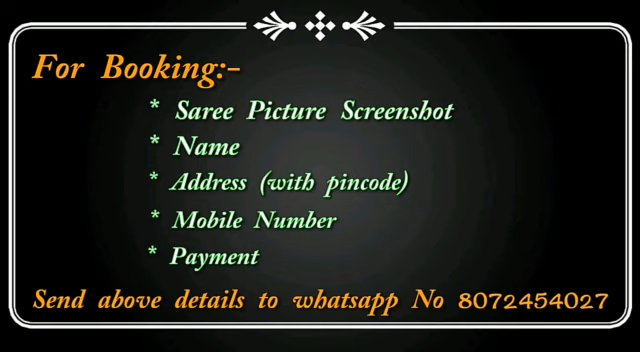 For Booking:-
* Saree Picture Screenshot
* Name
* Address (with pincode)
* Mobile Number
* Payment
Send above details to whatsapp No 8072454027